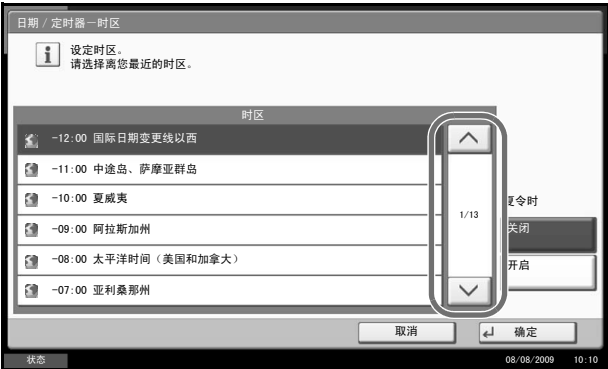 日期 / 定时器－时区
设定时区。
请选择离您最近的时区。
时区
-12:00 国际日期变更线以西
-11:00 中途岛、萨摩亚群岛
-10:00 夏威夷
-09:00 阿拉斯加州
-08:00 太平洋时间（美国和加拿大）
-07:00 亚利桑那州
1/13
夏令时
关闭
开启
取消
确定
状态
08/08/2009 10:10